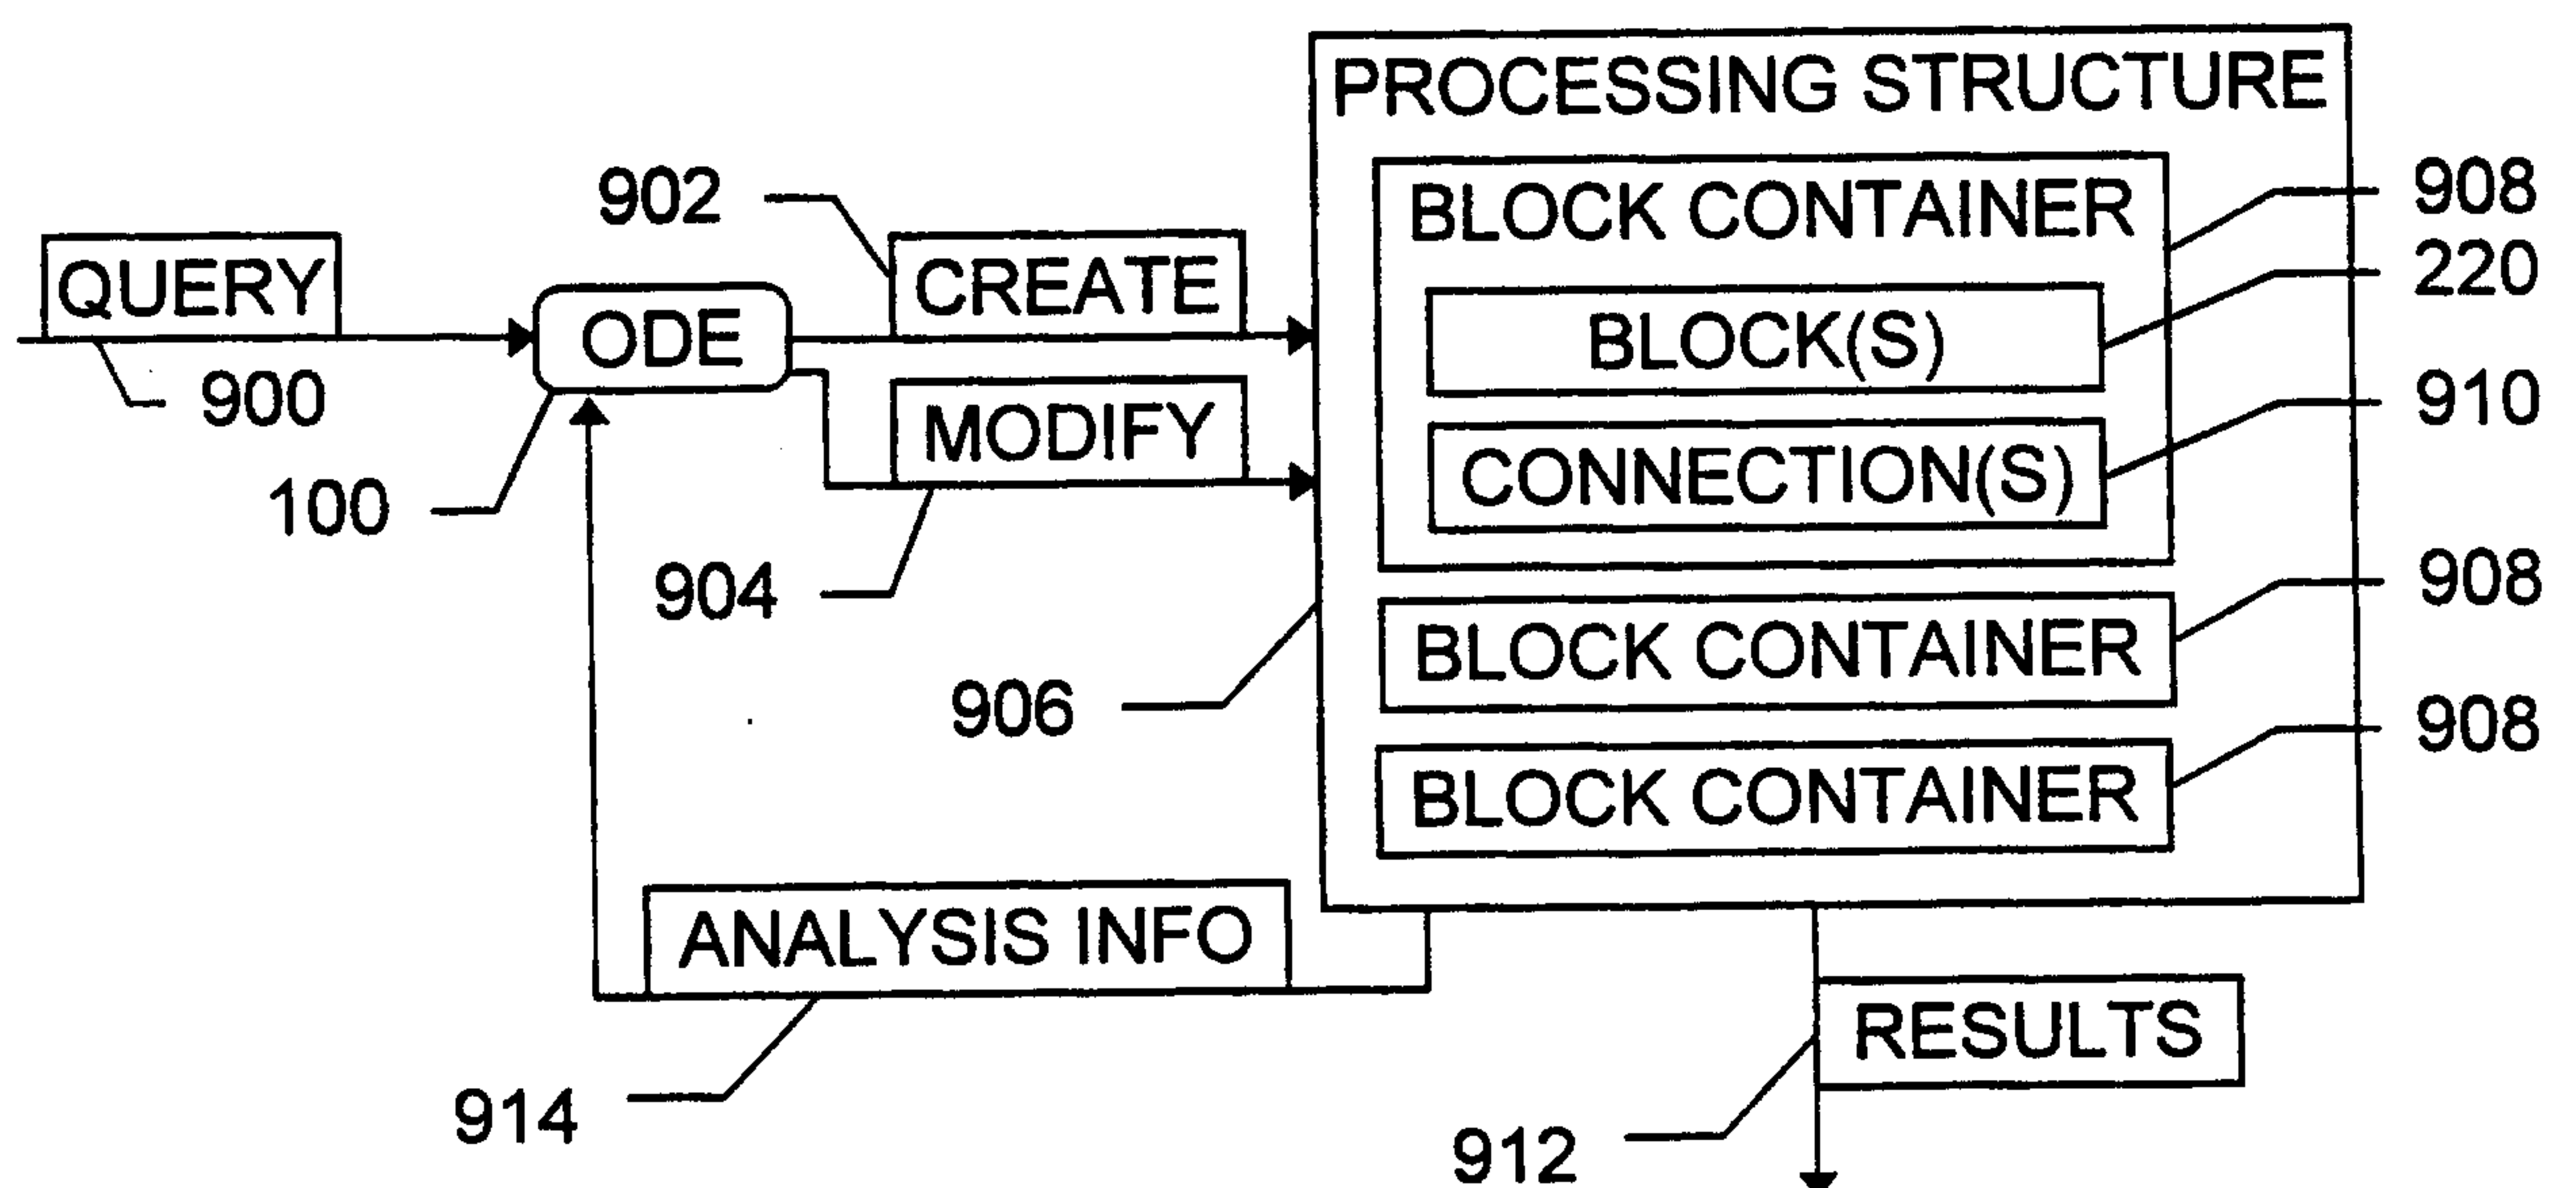 PROCESSING STRUCTURE
902
BLOCK CONTAINER
908
QUERY
CREATE
220
ODE
BLOCK(S)
900
MODIFY
910
100
CONNECTION(S)
904
908
BLOCK CONTAINER
906
908
BLOCK CONTAINER
ANALYSIS INFO
RESULTS
914
912